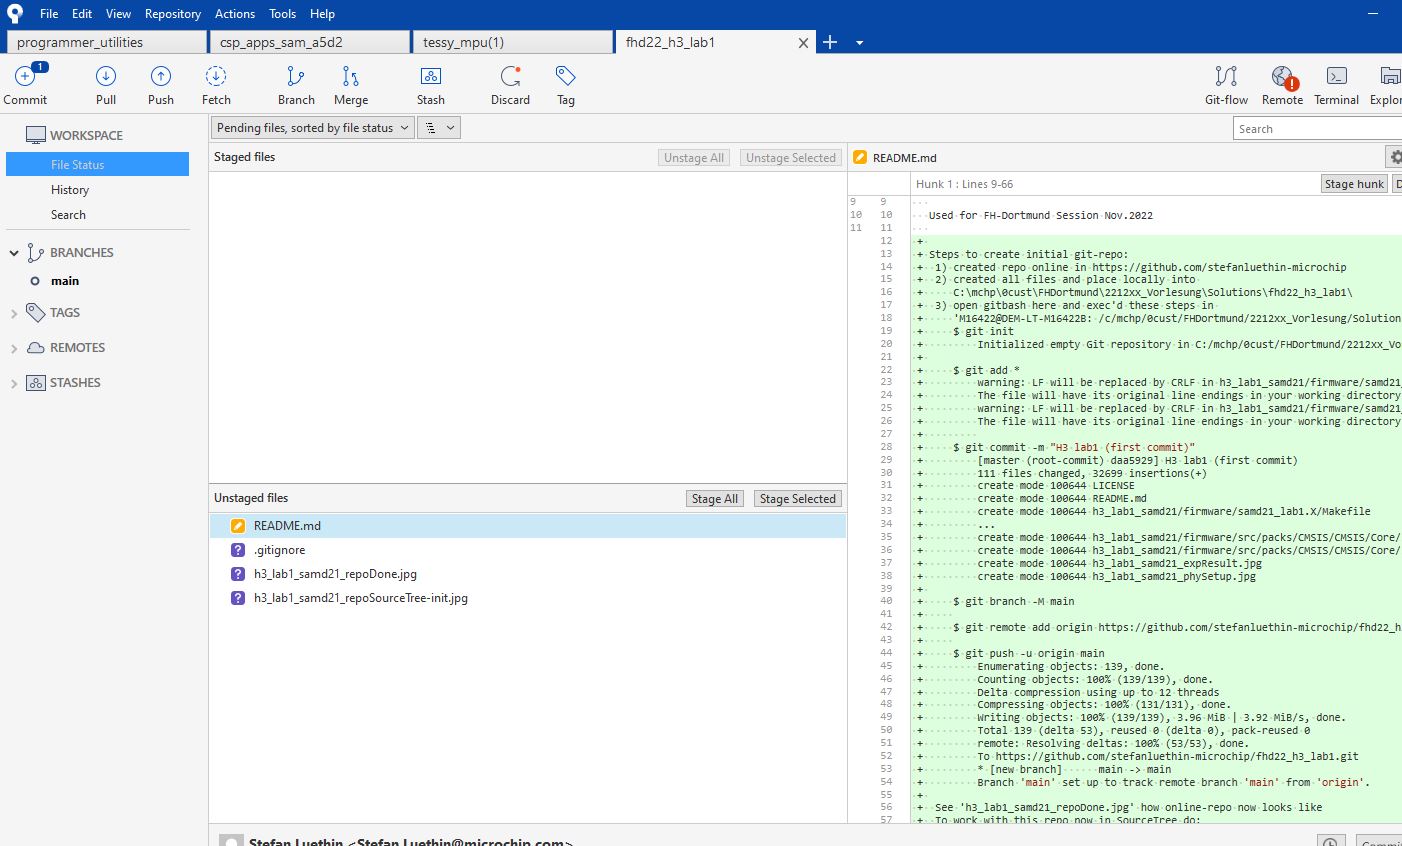 File Edit View Repository Actions Tools Help
programmer_utilities csp_apps_sam_a5d2 tessy_mpu(1) fhd22_h3_lab1
1
Commit Pull Push Fetch Branch Merge Stash Discard Tag Git-flow Remote Terminal Explor
WORKSPACE
File Status
History
Search
BRANCHES
main
TAGS
REMOTES
STASHES
Pending files, sorted by file status
Search
Staged files Unstage All Unstage Selected
Unstaged files Stage All Stage Selected
README.md
.gitignore
h3_lab1_samd21_repoDone.jpg
h3_lab1_samd21_repoSourceTree-init.jpg
README.md
Hunk 1 : Lines 9-66 Stage hunk D
9 9
10 10 Used for FH-Dortmund Session Nov.2022
11 11
12 +
13 + Steps to create initial git-repo:
14 + 1) created repo online in https://github.com/stefanluethin-microchip
15 + 2) created all files and place locally into
16 + C:\mchp\0cust\FHDortmund\2212xx_Vorlesung\Solutions\fhd22_h3_lab1\
17 + 3) open gitbash here and exec'd these steps in
18 + 'M16422@DEM-LT-M16422B: /c/mchp/0cust/FHDortmund/2212xx_Vorlesung/Solution
19 + $ git init
20 + Initialized empty Git repository in C:/mchp/0cust/FHDortmund/2212xx_Vo
21 +
22 + $ git add *
23 + warning: LF will be replaced by CRLF in h3_lab1_samd21/firmware/samd21_
24 + The file will have its original line endings in your working directory
25 + warning: LF will be replaced by CRLF in h3_lab1_samd21/firmware/samd21_
26 + The file will have its original line endings in your working directory
27 +
28 + $ git commit -m "H3 lab1 (first commit)"
29 + [master (root-commit) daa5929] H3 lab1 (first commit)
30 + 111 files changed, 32699 insertions(+)
31 + create mode 100644 LICENSE
32 + create mode 100644 README.md
33 + create mode 100644 h3_lab1_samd21/firmware/samd21_lab1.X/Makefile
34 + ...
35 + create mode 100644 h3_lab1_samd21/firmware/src/packs/CMSIS/CMSIS/Core/
36 + create mode 100644 h3_lab1_samd21/firmware/src/packs/CMSIS/CMSIS/Core/
37 + create mode 100644 h3_lab1_samd21_expResult.jpg
38 + create mode 100644 h3_lab1_samd21_phySetup.jpg
39 +
40 + $ git branch -M main
41 +
42 + $ git remote add origin https://github.com/stefanluethin-microchip/fhd22_h
43 +
44 + $ git push -u origin main
45 + Enumerating objects: 139, done.
46 + Counting objects: 100% (139/139), done.
47 + Delta compression using up to 12 threads
48 + Compressing objects: 100% (131/131), done.
49 + Writing objects: 100% (139/139), 3.96 MiB | 3.92 MiB/s, done.
50 + Total 139 (delta 53), reused 0 (delta 0), pack-reused 0
51 + remote: Resolving deltas: 100% (53/53), done.
52 + To https://github.com/stefanluethin-microchip/fhd22_h3_lab1.git
53 + * [new branch] main -> main
54 + Branch 'main' set up to track remote branch 'main' from 'origin'.
55 +
56 + See 'h3_lab1_samd21_repoDone.jpg' how online-repo now looks like
57 + To work with this repo now in SourceTree do:
Stefan Luethin <Stefan.Luethin@microchip.com> Commi